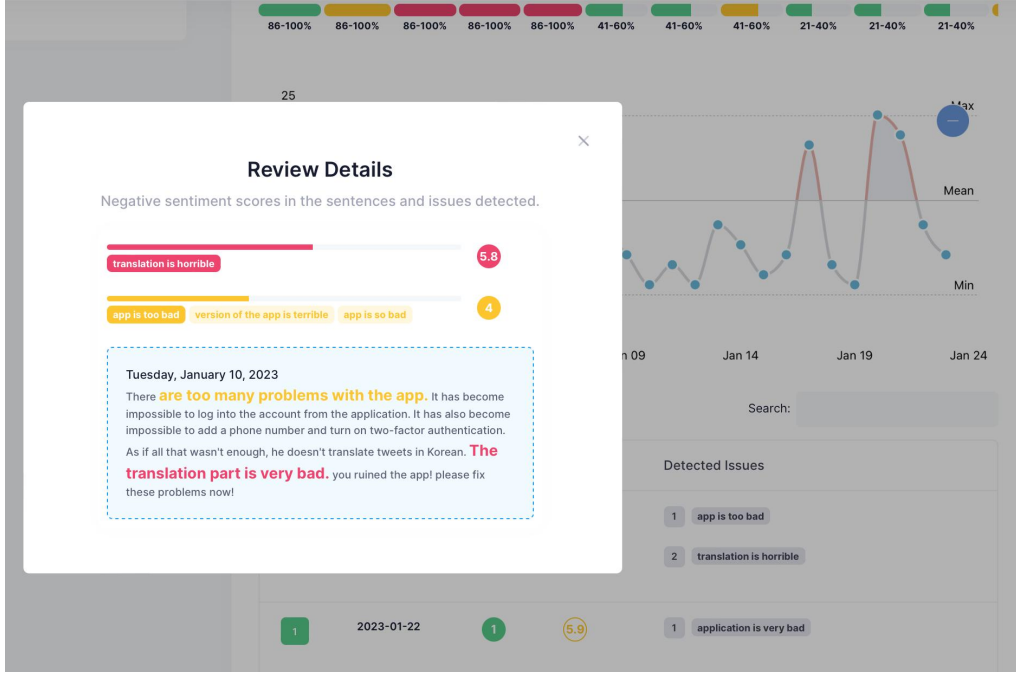 86-100% 86-100% 86-100% 86-100% 86-100% 41-60% 41-60% 41-60% 21-40% 21-40% 21-40%
25
Max
Review Details
Negative sentiment scores in the sentences and issues detected.
Mean
translation is horrible 5.8
app is too bad version of the app is terrible app is so bad 4
Min
09 Jan 14 Jan 19 Jan 24
Tuesday, January 10, 2023
There are too many problems with the app. It has become
impossible to log into the account from the application. It has also become
impossible to add a phone number and turn on two-factor authentication.
As if all that wasn't enough, he doesn't translate tweets in Korean. The
translation part is very bad. you ruined the app! please fix
these problems now!
Search:
Detected Issues
1 app is too bad
2 translation is horrible
1 2023-01-22 1 5.9 1 application is very bad